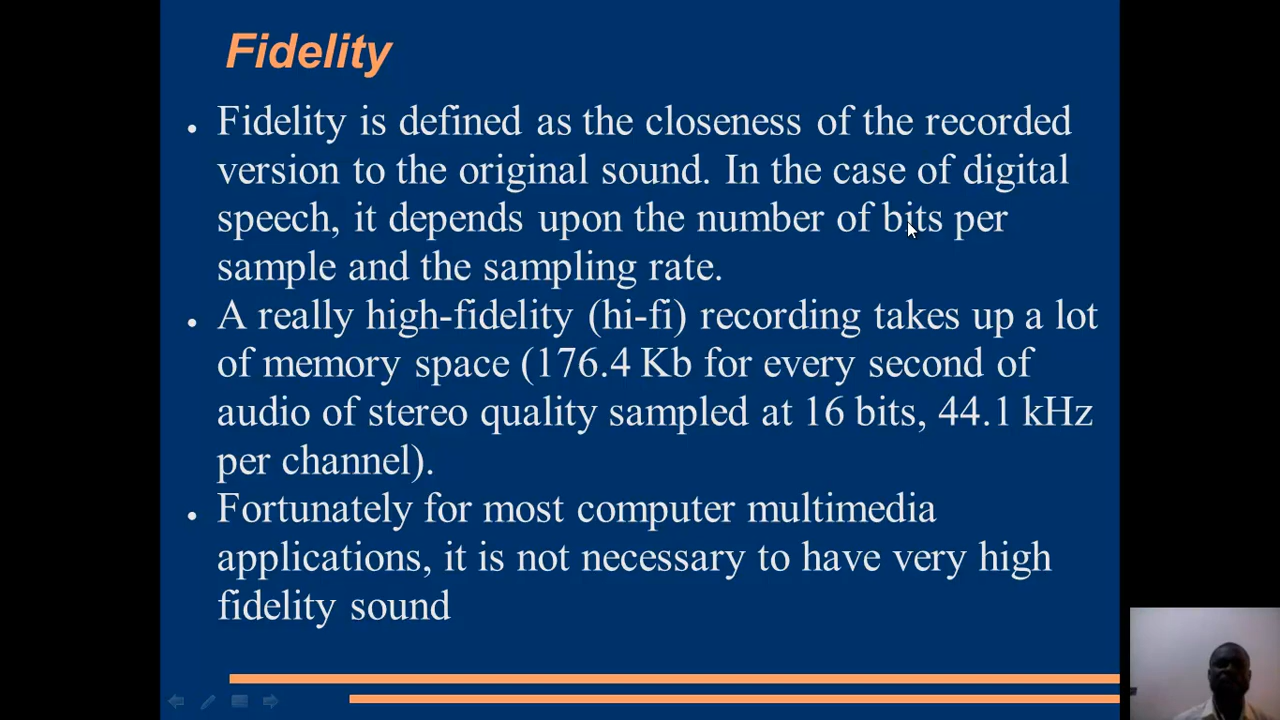 Fidelity
• Fidelity is defined as the closeness of the recorded
version to the original sound. In the case of digital
speech, it depends upon the number of bits per
sample and the sampling rate.
• A really high-fidelity (hi-fi) recording takes up a lot
of memory space (176.4 Kb for every second of
audio of stereo quality sampled at 16 bits, 44.1 kHz
per channel).
• Fortunately for most computer multimedia
applications, it is not necessary to have very high
fidelity sound